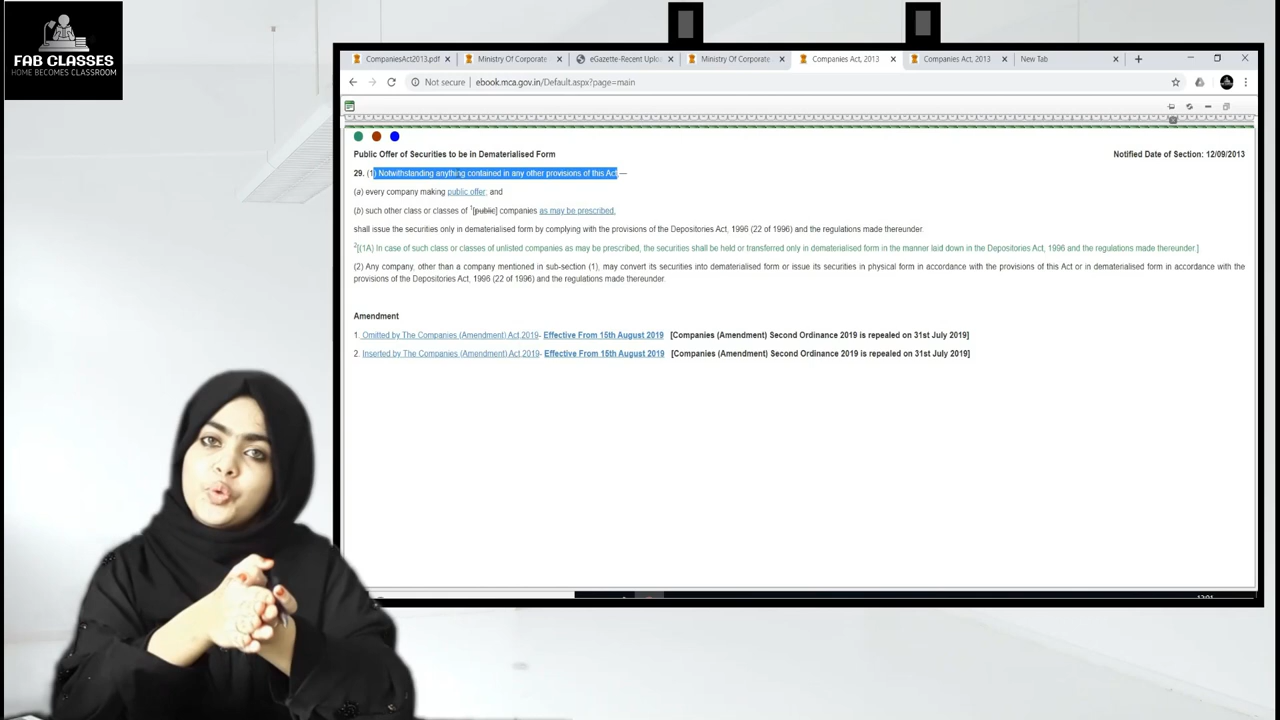 FAB CLASSES
HOME BECOMES CLASSROOM
CompaniesAct2013.pdf
Ministry Of Corporate
eGazette-Recent Uplo
Ministry Of Corporate
Companies Act, 2013
Companies Act, 2013
New Tab
Not secure | ebook.mca.gov.in/Default.aspx?page=main
Public Offer of Securities to be in Dematerialised Form
Notified Date of Section: 12/09/2013
29. (1) Notwithstanding anything contained in any other provisions of this Act,—
(a) every company making public offer; and
(b) such other class or classes of 1[public] companies as may be prescribed,
shall issue the securities only in dematerialised form by complying with the provisions of the Depositories Act, 1996 (22 of 1996) and the regulations made thereunder.
2[(1A) In case of such class or classes of unlisted companies as may be prescribed, the securities shall be held or transferred only in dematerialised form in the manner laid down in the Depositories Act, 1996 and the regulations made thereunder.]
(2) Any company, other than a company mentioned in sub-section (1), may convert its securities into dematerialised form or issue its securities in physical form in accordance with the provisions of this Act or in dematerialised form in accordance with the
provisions of the Depositories Act, 1996 (22 of 1996) and the regulations made thereunder.
Amendment
1. Omitted by The Companies (Amendment) Act 2019- Effective From 15th August 2019 [Companies (Amendment) Second Ordinance 2019 is repealed on 31st July 2019]
2. Inserted by The Companies (Amendment) Act 2019- Effective From 15th August 2019 [Companies (Amendment) Second Ordinance 2019 is repealed on 31st July 2019]